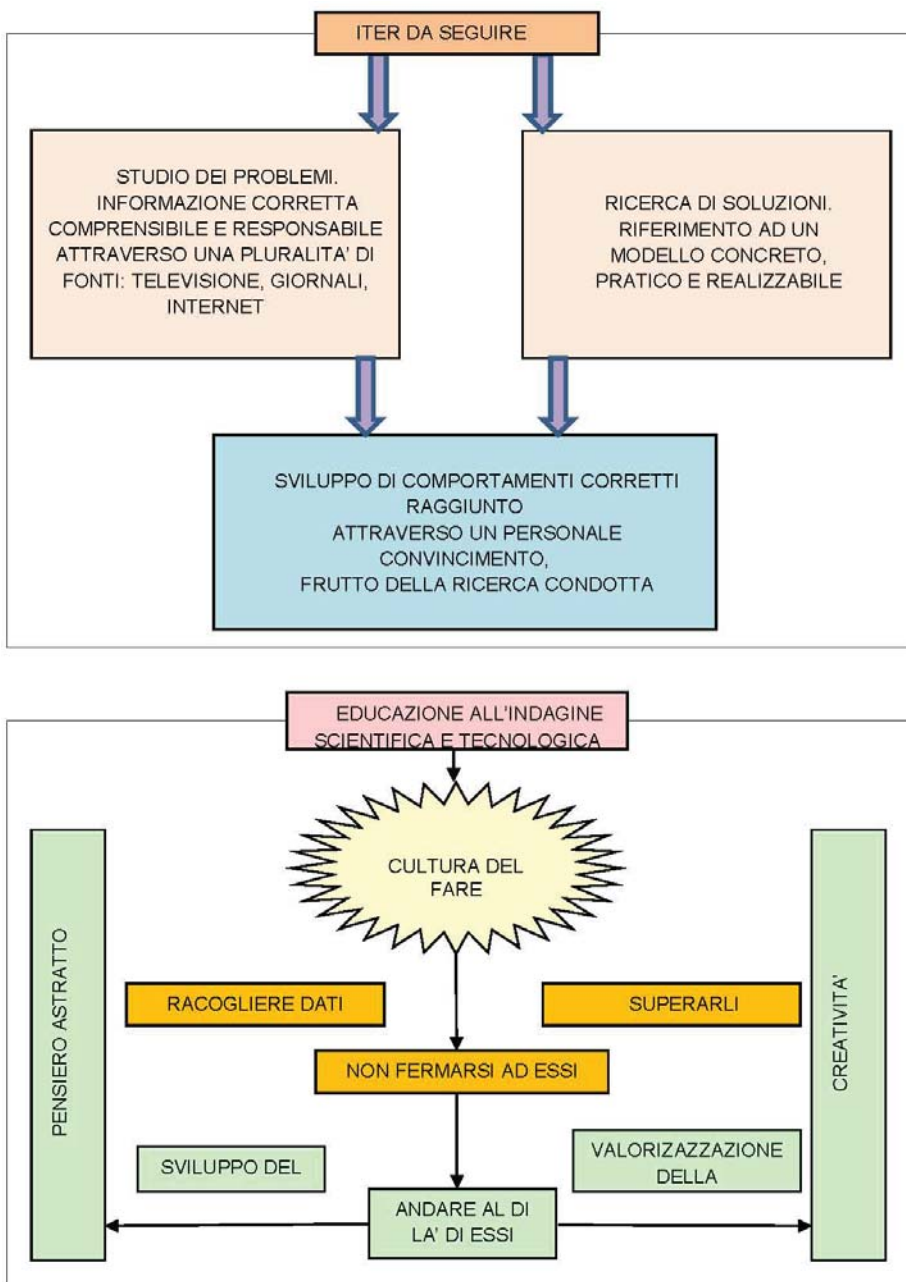 ITER DA SEGUIRE
STUDIO DEI PROBLEMI.
INFORMAZIONE CORRETTA
COMPRENSIBILE E RESPONSABILE
ATTRAVERSO UNA PLURALITA' DI
FONTI: TELEVISIONE, GIORNALI,
INTERNET
RICERCA DI SOLUZIONI.
RIFERIMENTO AD UN
MODELLO CONCRETO,
PRATICO E REALIZZABILE
SVILUPPO DI COMPORTAMENTI CORRETTI
RAGGIUNTO
ATTRAVERSO UN PERSONALE
CONVINCIMENTO,
FRUTTO DELLA RICERCA CONDOTTA
EDUCAZIONE ALL'INDAGINE
SCIENTIFICA E TECNOLOGICA
CULTURA DEL
FARE
PENSIERO ASTRATTO
RACOGLIERE DATI
SUPERARLI
NON FERMARSI AD ESSI
CREATIVITA'
SVILUPPO DEL
VALORIZAZZAZIONE
DELLA
ANDARE AL DI
LA' DI ESSI